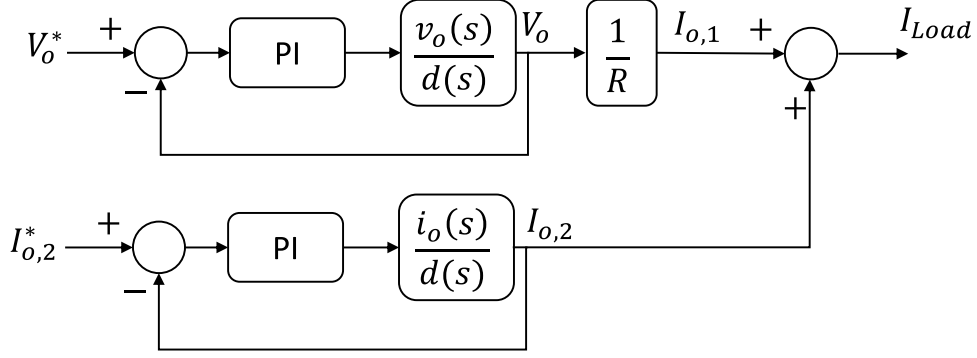 V_o^* + − PI v_o(s) / d(s) V_o 1 / R I_{o,1} + + I_{Load}
I_{o,2}^* + − PI i_o(s) / d(s) I_{o,2}